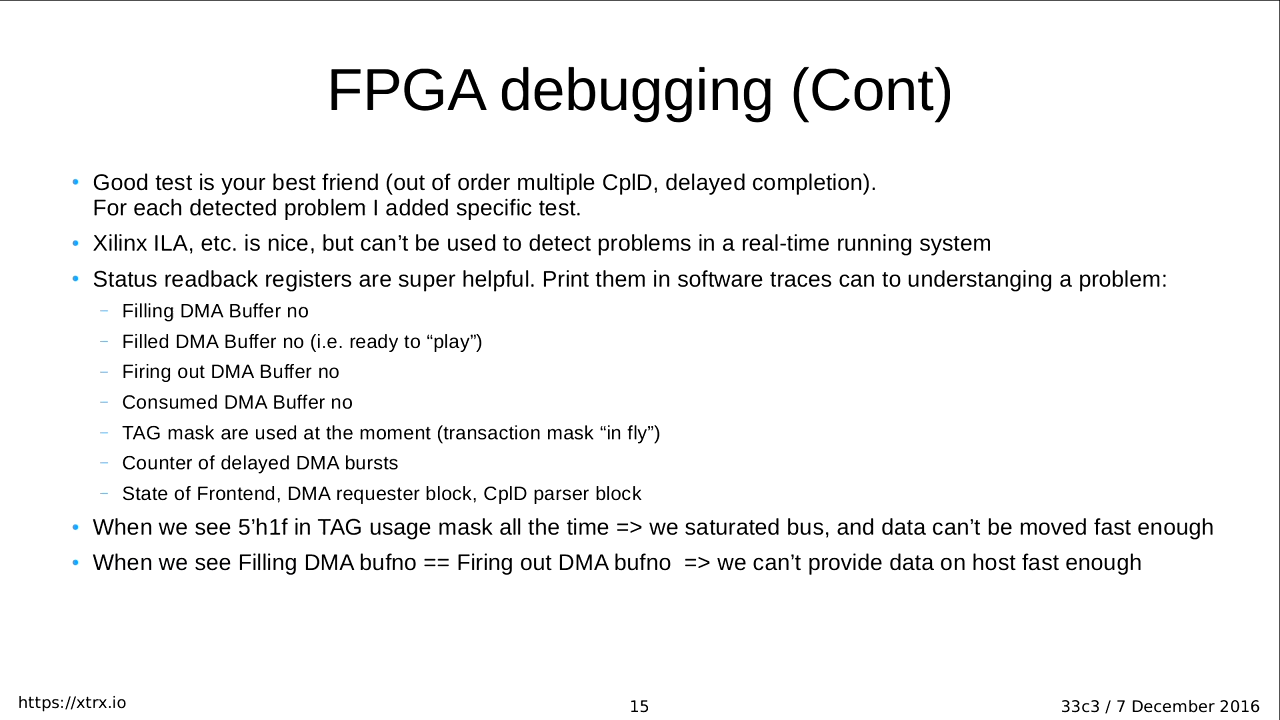 FPGA debugging (Cont)
• Good test is your best friend (out of order multiple CplD, delayed completion).
For each detected problem I added specific test.
• Xilinx ILA, etc. is nice, but can’t be used to detect problems in a real-time running system
• Status readback registers are super helpful. Print them in software traces can to understanging a problem:
– Filling DMA Buffer no
– Filled DMA Buffer no (i.e. ready to “play”)
– Firing out DMA Buffer no
– Consumed DMA Buffer no
– TAG mask are used at the moment (transaction mask “in fly”)
– Counter of delayed DMA bursts
– State of Frontend, DMA requester block, CplD parser block
• When we see 5’h1f in TAG usage mask all the time => we saturated bus, and data can’t be moved fast enough
• When we see Filling DMA bufno == Firing out DMA bufno  => we can’t provide data on host fast enough
https://xtrx.io
15
33c3 / 7 December 2016